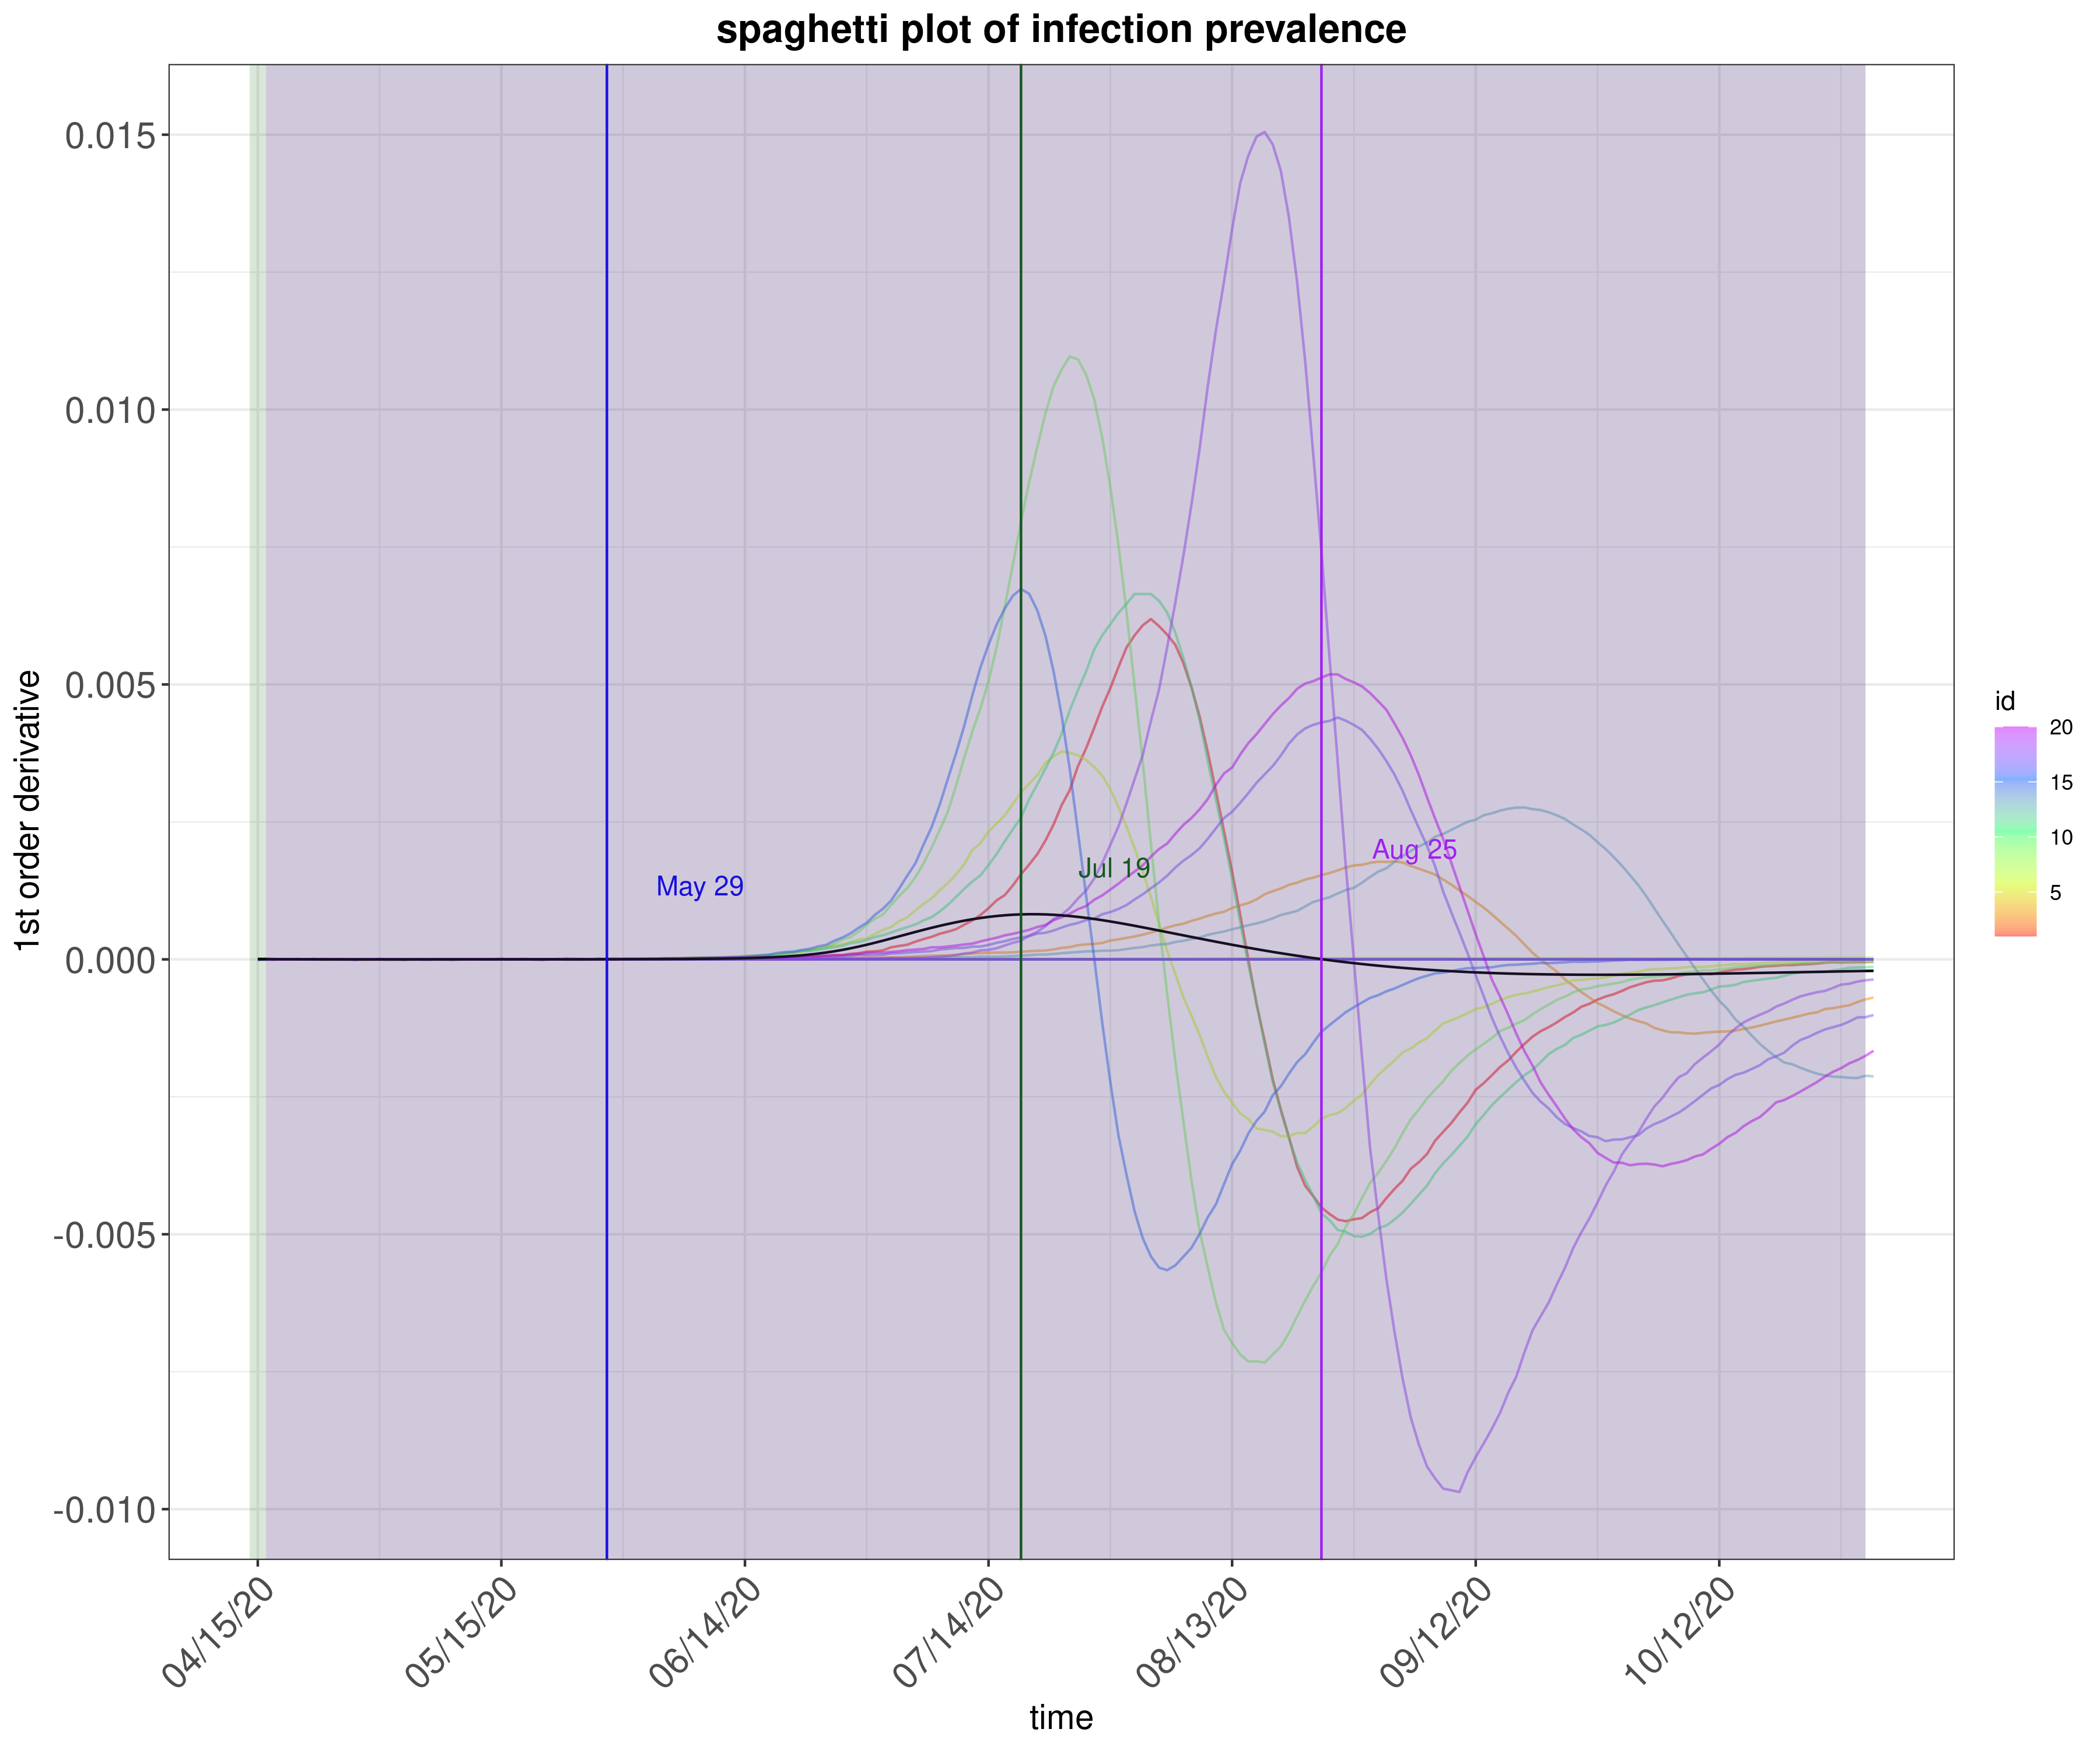 spaghetti plot of infection prevalence
1st order derivative
0.015
0.010
0.005
0.000
-0.005
-0.010
May 29
Jul 19
Aug 25
04/15/20
05/15/20
06/14/20
07/14/20
08/13/20
09/12/20
10/12/20
time
id
20
15
10
5